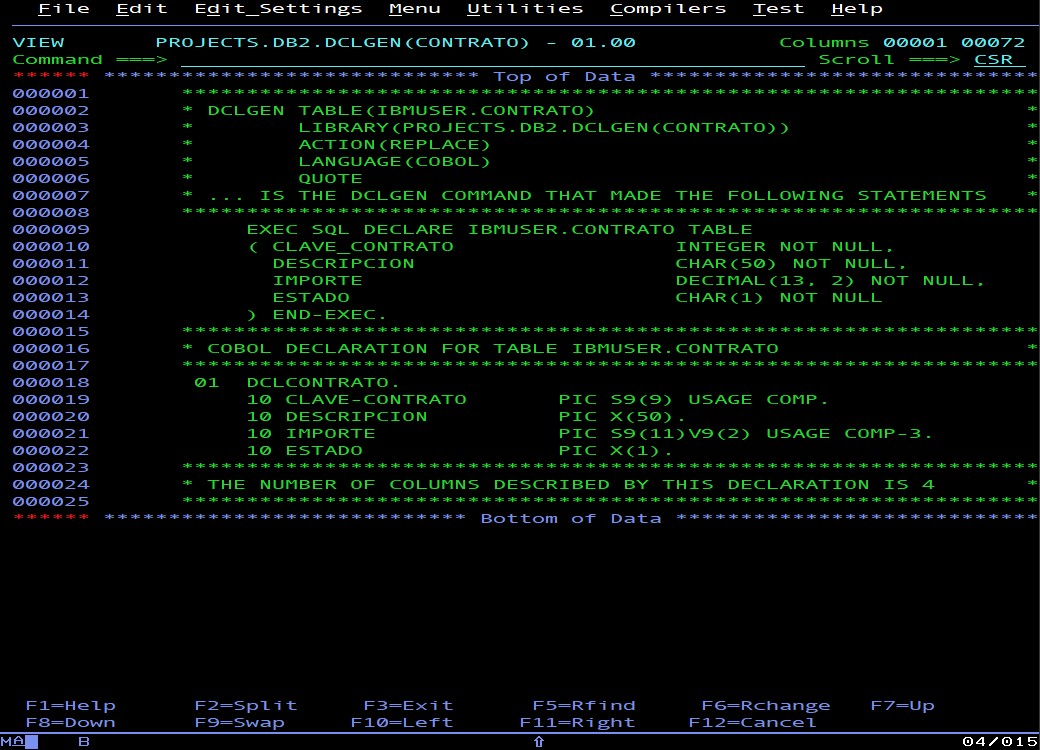 File  Edit  Edit_Settings  Menu  Utilities  Compilers  Test  Help
VIEW       PROJECTS.DB2.DCLGEN(CONTRATO) - 01.00           Columns 00001 00072
Command ===>                                                  Scroll ===> CSR
****** ***************************** Top of Data ******************************
000001       ******************************************************************
000002       * DCLGEN TABLE(IBMUSER.CONTRATO)                                 *
000003       *        LIBRARY(PROJECTS.DB2.DCLGEN(CONTRATO))                  *
000004       *        ACTION(REPLACE)                                         *
000005       *        LANGUAGE(COBOL)                                         *
000006       *        QUOTE                                                   *
000007       * ... IS THE DCLGEN COMMAND THAT MADE THE FOLLOWING STATEMENTS   *
000008       ******************************************************************
000009            EXEC SQL DECLARE IBMUSER.CONTRATO TABLE
000010            ( CLAVE_CONTRATO                 INTEGER NOT NULL,
000011              DESCRIPCION                    CHAR(50) NOT NULL,
000012              IMPORTE                        DECIMAL(13, 2) NOT NULL,
000013              ESTADO                         CHAR(1) NOT NULL
000014            ) END-EXEC.
000015       ******************************************************************
000016       * COBOL DECLARATION FOR TABLE IBMUSER.CONTRATO                   *
000017       ******************************************************************
000018        01  DCLCONTRATO.
000019            10 CLAVE-CONTRATO       PIC S9(9) USAGE COMP.
000020            10 DESCRIPCION          PIC X(50).
000021            10 IMPORTE              PIC S9(11)V9(2) USAGE COMP-3.
000022            10 ESTADO               PIC X(1).
000023       ******************************************************************
000024       * THE NUMBER OF COLUMNS DESCRIBED BY THIS DECLARATION IS 4       *
000025       ******************************************************************
****** **************************** Bottom of Data ****************************
F1=Help      F2=Split     F3=Exit      F5=Rfind     F6=Rchange   F7=Up
F8=Down      F9=Swap     F10=Left     F11=Right    F12=Cancel
MA    B                                  ⇧                                04/015